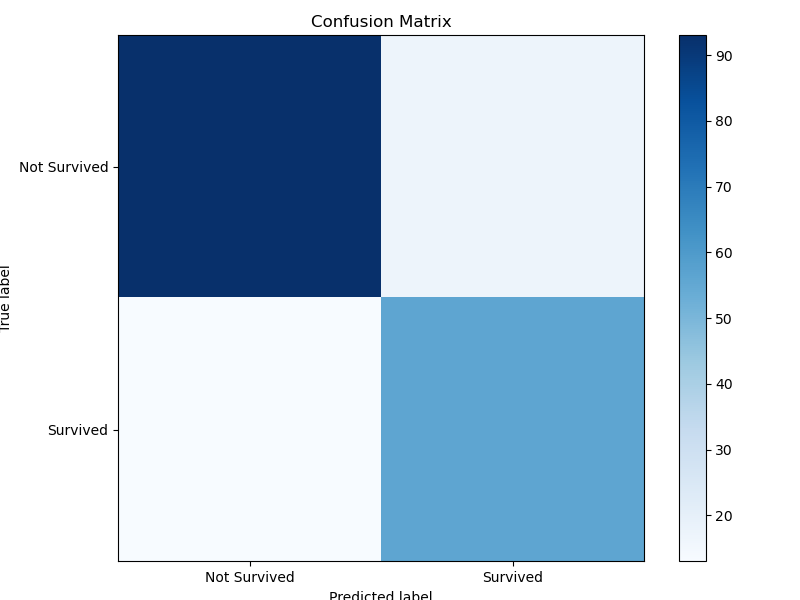 Confusion Matrix
Not Survived
Survived
True label
Not Survived
Survived
Predicted label
90
80
70
60
50
40
30
20